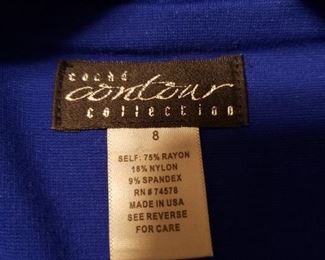 caché
contour
collection
8
SELF: 75% RAYON
16% NYLON
9% SPANDEX
RN# 74578
MADE IN USA
SEE REVERSE
FOR CARE